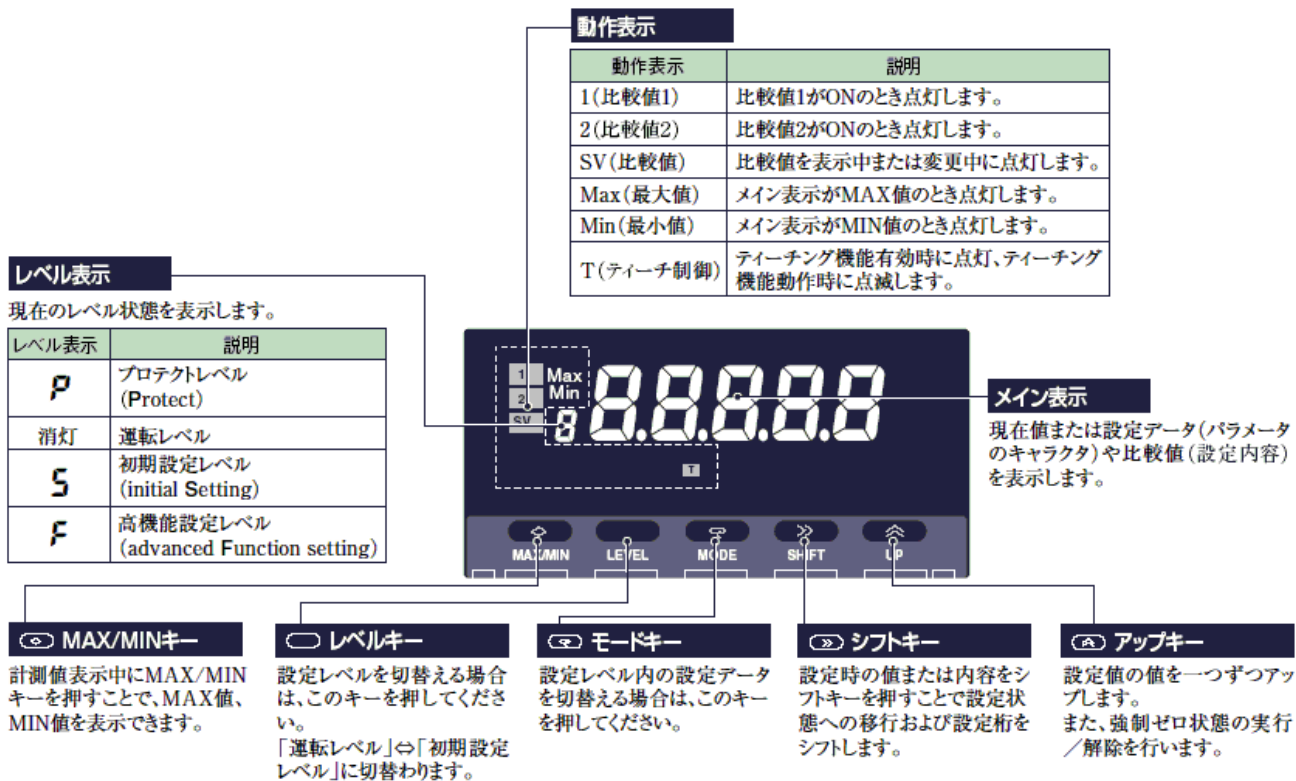 動作表示
動作表示 説明
1(比較値1) 比較値1がONのとき点灯します。
2(比較値2) 比較値2がONのとき点灯します。
SV(比較値) 比較値を表示中または変更中に点灯します。
Max(最大値) メイン表示がMAX値のとき点灯します。
Min(最小値) メイン表示がMIN値のとき点灯します。
T(ティーチ制御) ティーチング機能有効時に点灯、ティーチング
機能動作時に点滅します。
レベル表示
現在のレベル状態を表示します。
レベル表示 説明
P プロテクトレベル
(Protect)
消灯 運転レベル
S 初期設定レベル
(initial Setting)
F 高機能設定レベル
(advanced Function setting)
1 Max
2 Min
SV 8 8.8.8.8.8
T
MAX/MIN LEVEL MODE SHIFT UP
メイン表示
現在値または設定データ(パラメータ
のキャラクタ)や比較値(設定内容)
を表示します。
MAX/MINキー
計測値表示中にMAX/MIN
キーを押すことで、MAX値、
MIN値を表示できます。
レベルキー
設定レベルを切替える場合
は、このキーを押してくださ
い。
「運転レベル」⇔「初期設定
レベル」に切替わります。
モードキー
設定レベル内の設定データ
を切替える場合は、このキー
を押してください。
シフトキー
設定時の値または内容をシ
フトキーを押すことで設定状
態への移行および設定桁を
シフトします。
アップキー
設定値の値を一つずつアッ
プします。
また、強制ゼロ状態の実行
／解除を行います。